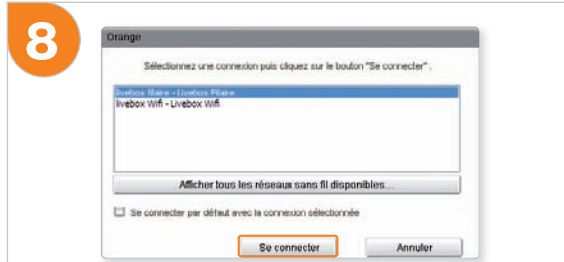 8
Orange
Sélectionnez une connexion puis cliquez sur le bouton "Se connecter" .
livebox filaire - Livebox Filaire
livebox Wifi - Livebox Wifi
Afficher tous les réseaux sans fil disponibles...
Se connecter par défaut avec la connexion sélectionnée
Se connecter
Annuler